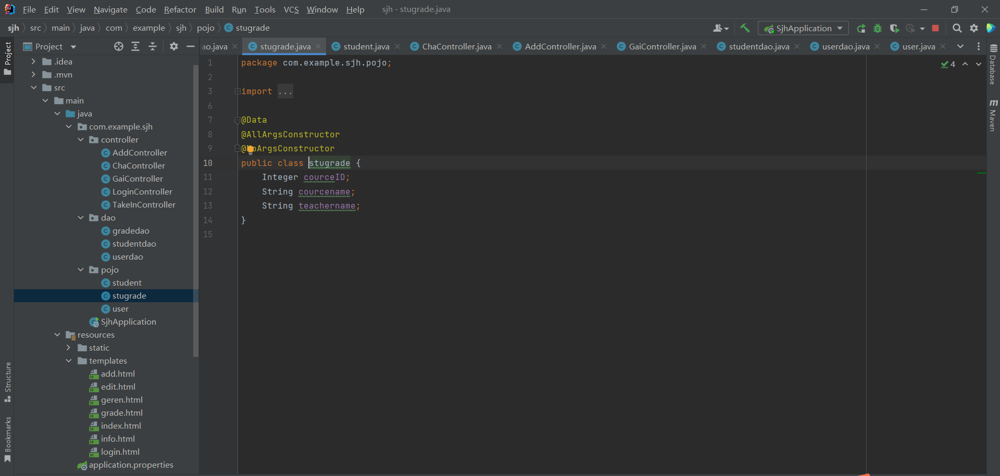 File Edit View Navigate Code Refactor Build Run Tools VCS Window Help sjh - stugrade.java
sjh src main java com example sjh pojo stugrade
SjhApplication
Project
ao.java stugrade.java student.java ChaController.java AddController.java GaiController.java studentdao.java userdao.java user.java
Project
.idea
.mvn
src
main
java
com.example.sjh
controller
AddController
ChaController
GaiController
LoginController
TakeInController
dao
gradedao
studentdao
userdao
pojo
student
stugrade
user
SjhApplication
resources
static
templates
add.html
edit.html
geren.html
grade.html
index.html
info.html
login.html
application.properties
Structure
Bookmarks
1 package com.example.sjh.pojo;
2
3 import ...
6
7 @Data
8 @AllArgsConstructor
9 @NoArgsConstructor
10 public class stugrade {
11 Integer courceID;
12 String courcename;
13 String teachername;
14 }
15
4
Database
Maven